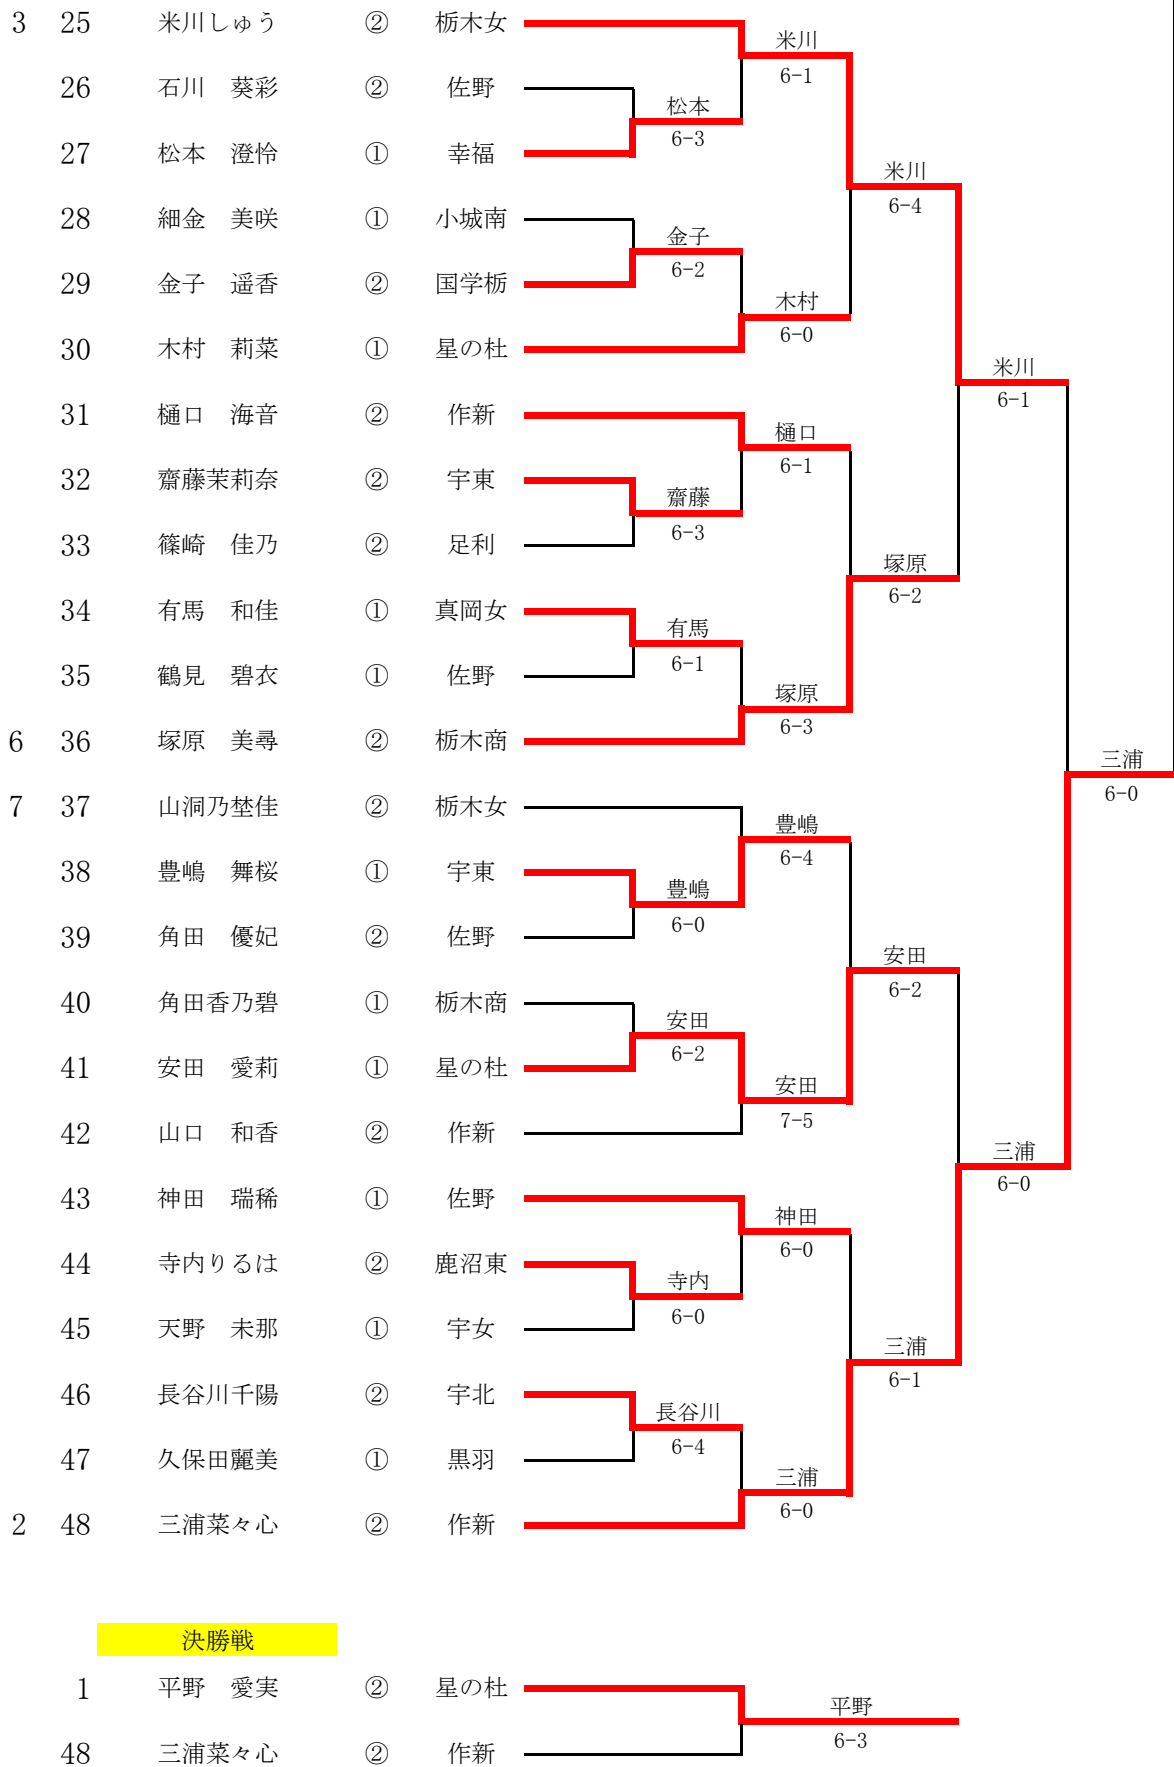 3 25 米川しゅう ② 栃木女
米川
6-1
26 石川 葵彩 ② 佐野
松本
6-3
27 松本 澄怜 ① 幸福
米川
6-4
28 細金 美咲 ① 小城南
金子
6-2
29 金子 遥香 ② 国学栃
木村
6-0
30 木村 莉菜 ① 星の杜
米川
6-1
31 樋口 海音 ② 作新
樋口
6-1
32 齋藤茉莉奈 ② 宇東
齋藤
6-3
33 篠崎 佳乃 ② 足利
塚原
6-2
34 有馬 和佳 ① 真岡女
有馬
6-1
35 鶴見 碧衣 ① 佐野
塚原
6-3
6 36 塚原 美尋 ② 栃木商
三浦
6-0
7 37 山洞乃埜佳 ② 栃木女
豊嶋
6-4
38 豊嶋 舞桜 ① 宇東
豊嶋
6-0
39 角田 優妃 ② 佐野
安田
6-2
40 角田香乃碧 ① 栃木商
安田
6-2
41 安田 愛莉 ① 星の杜
安田
7-5
42 山口 和香 ② 作新
三浦
6-0
43 神田 瑞稀 ① 佐野
神田
6-0
44 寺内りるは ② 鹿沼東
寺内
6-0
45 天野 未那 ① 宇女
三浦
6-1
46 長谷川千陽 ② 宇北
長谷川
6-4
47 久保田麗美 ① 黒羽
三浦
6-0
2 48 三浦菜々心 ② 作新
決勝戦
1 平野 愛実 ② 星の杜
平野
6-3
48 三浦菜々心 ② 作新